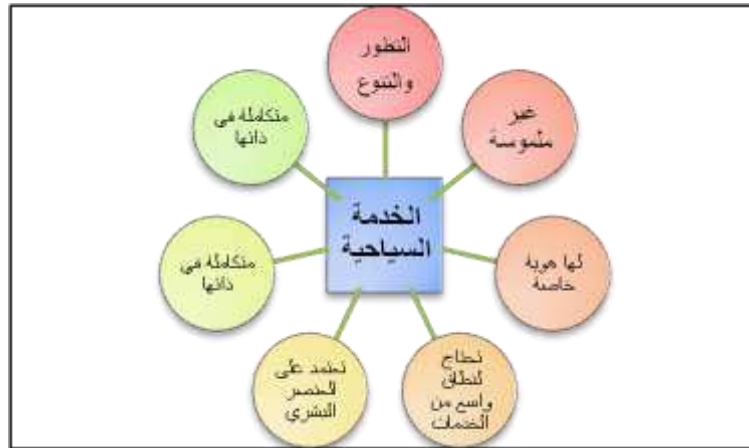 التطور
والتنوع
غير
ملموسة
لها هوية
خاصة
تحتاج
لنطاق
واسع من
الخدمات
تعتمد على
العنصر
البشري
متكاملة في
ذاتها
متكاملة في
ذاتها
الخدمة
السياحية